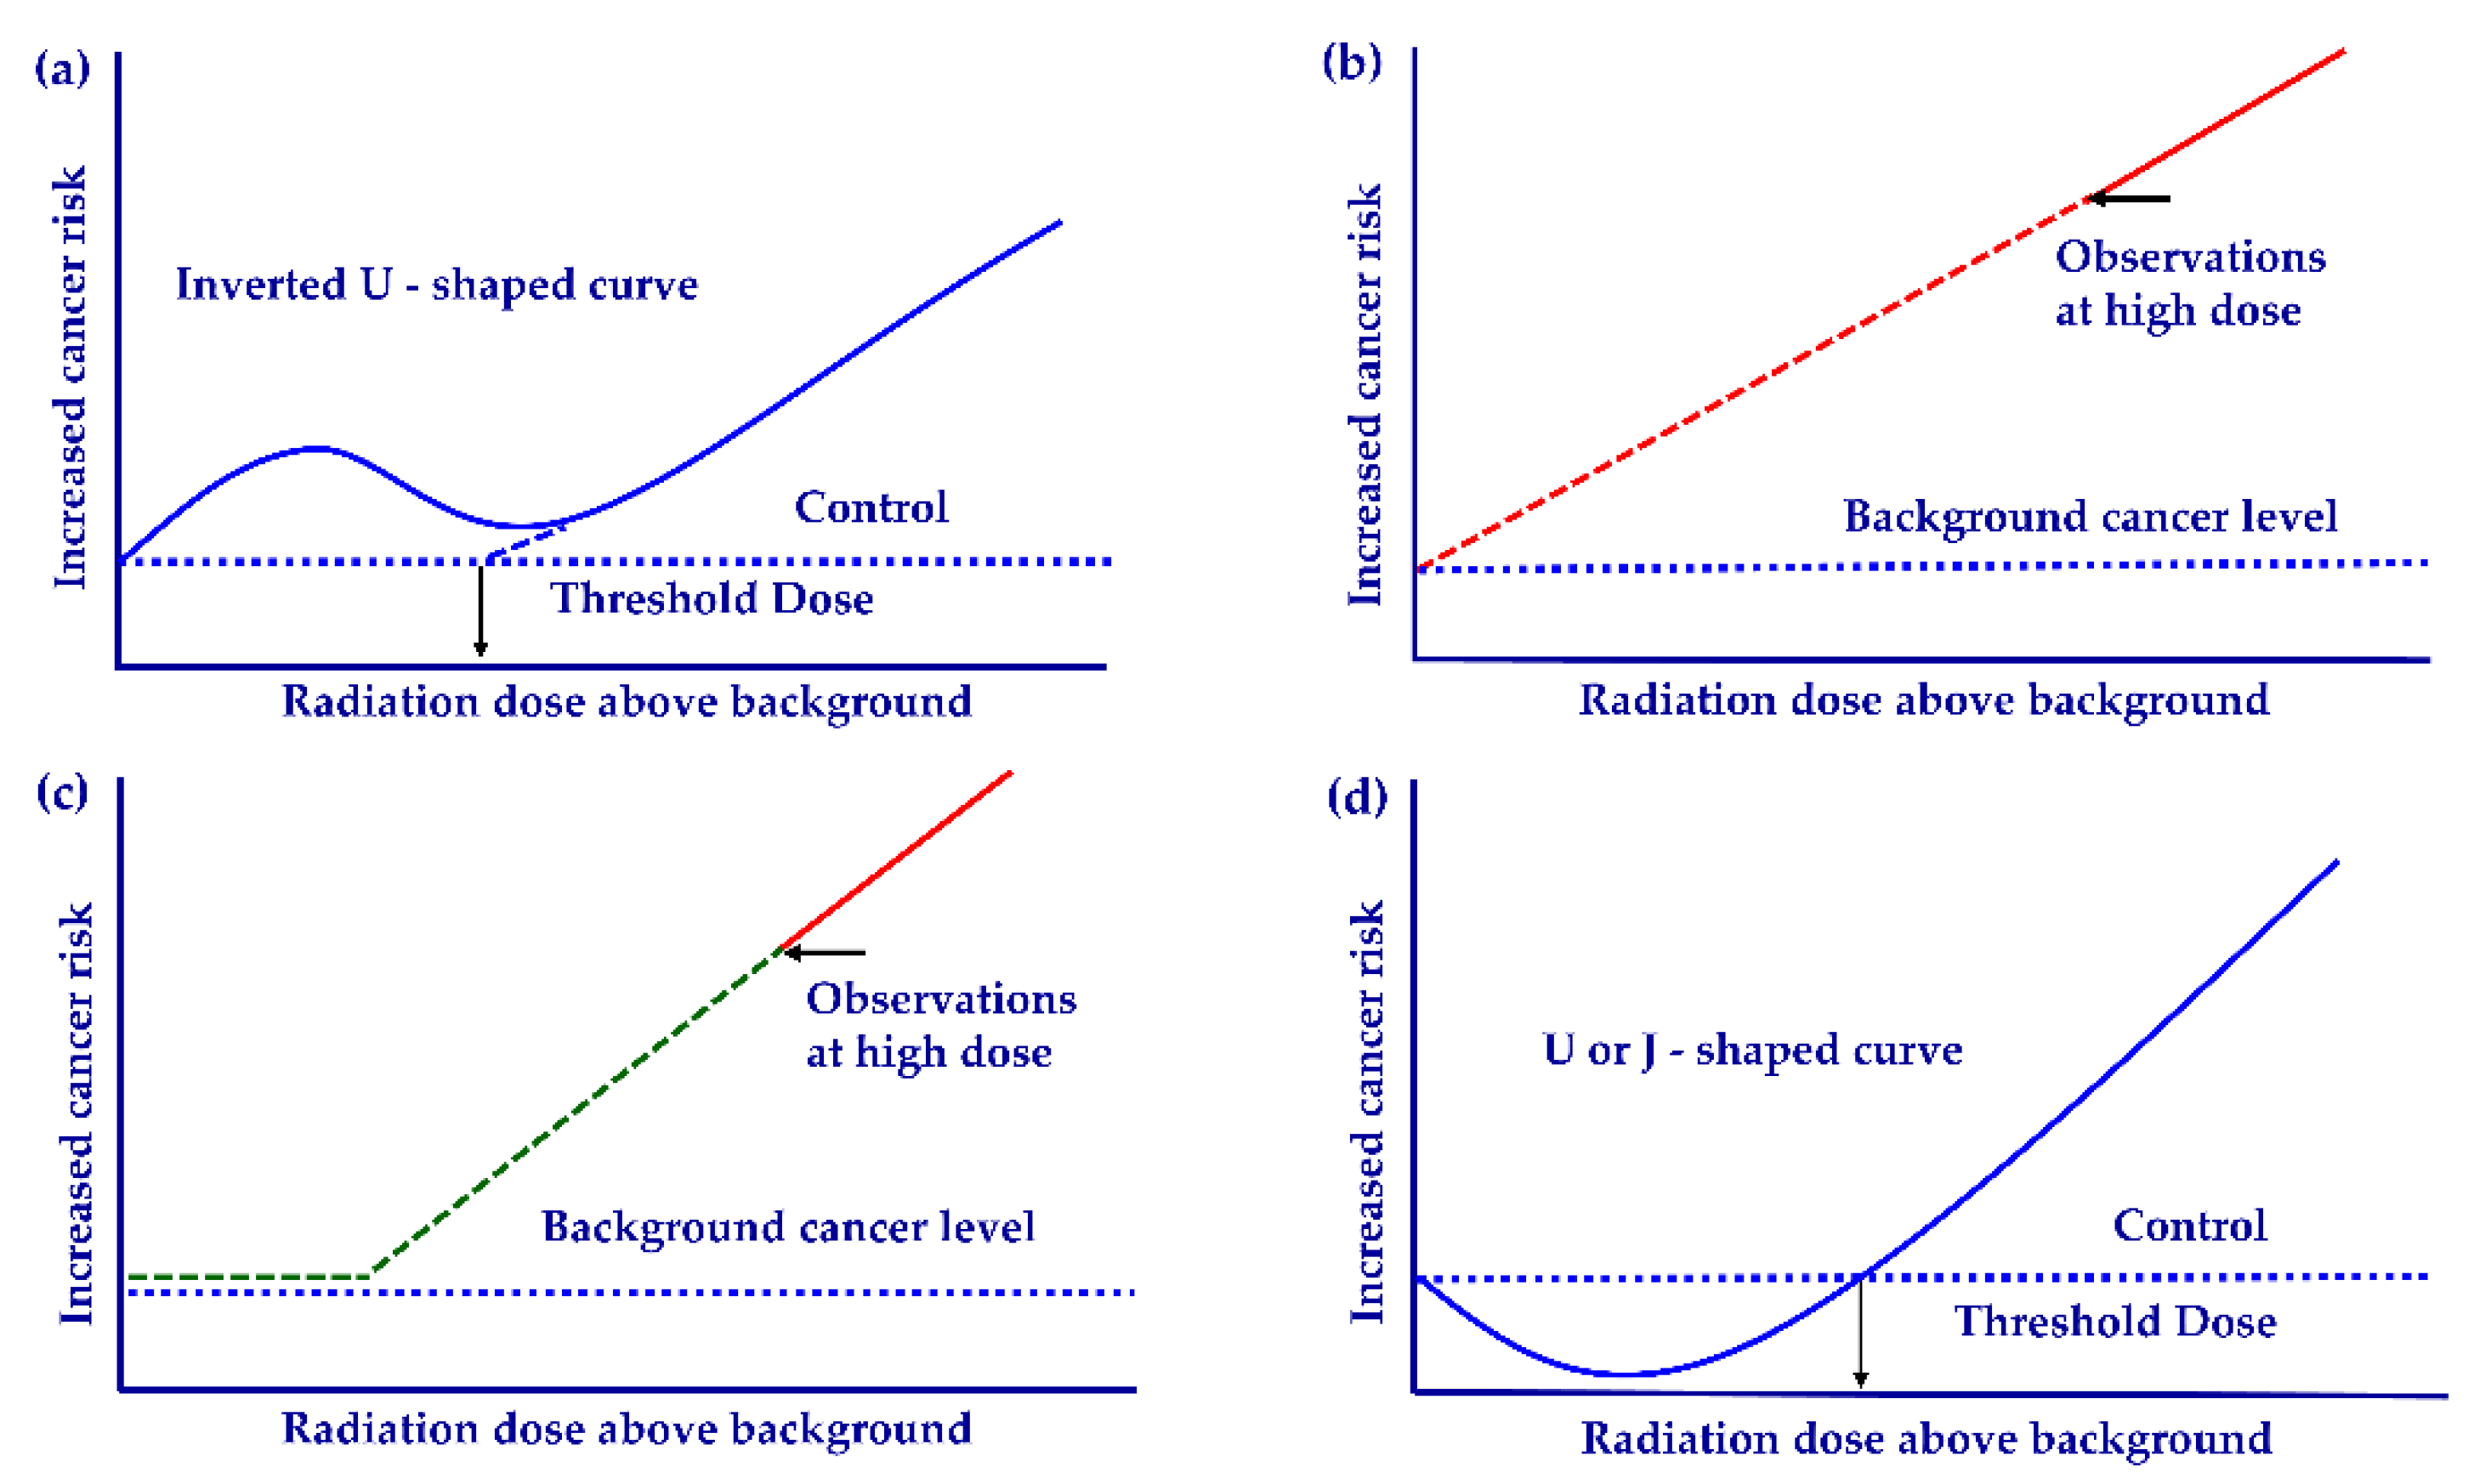 (a)
Increased cancer risk
Inverted U - shaped curve
Control
Threshold Dose
Radiation dose above background
(b)
Increased cancer risk
Observations
at high dose
Background cancer level
Radiation dose above background
(c)
Increased cancer risk
Observations
at high dose
Background cancer level
Radiation dose above background
(d)
Increased cancer risk
U or J - shaped curve
Control
Threshold Dose
Radiation dose above background